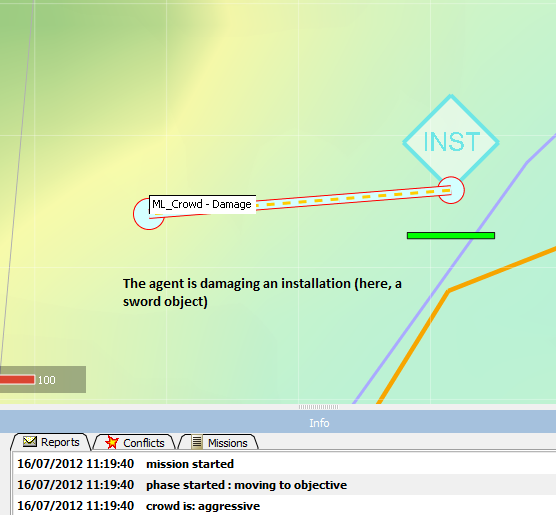 INST
ML_Crowd - Damage
The agent is damaging an installation (here, a
sword object)
100
Info
Reports Conflicts Missions
16/07/2012 11:19:40 mission started
16/07/2012 11:19:40 phase started : moving to objective
16/07/2012 11:19:40 crowd is: aggressive